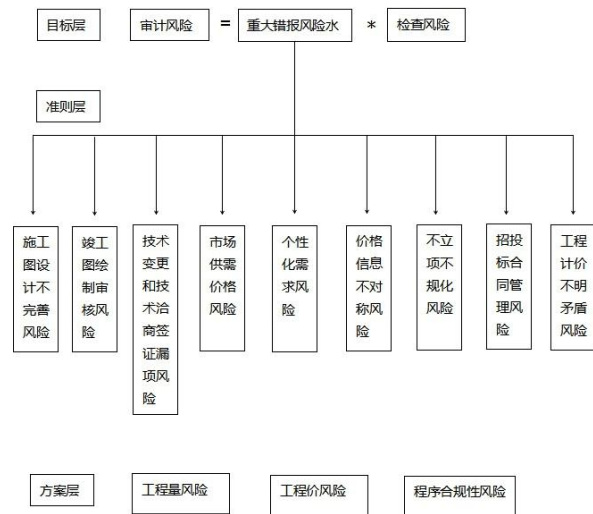 目标层 审计风险 = 重大错报风险水 * 检查风险
准则层
施工
图设
计不
完善
风险
竣工
图绘
制审
核风
险
技术
变更
和技
术洽
商签
证漏
项风
险
市场
供需
价格
风险
个性
化需
求风
险
价格
信息
不对
称风
险
不立
项不
规化
风险
招投
标合
同管
理风
险
工程
计价
不明
矛盾
风险
方案层 工程量风险 工程价风险 程序合规性风险